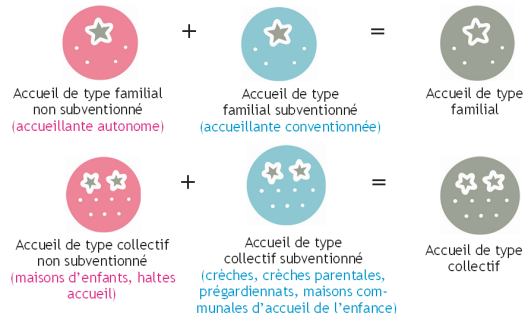 +
=
Accueil de type familial
non subventionné
(accueillante autonome)
Accueil de type
familial subventionné
(accueillante conventionnée)
Accueil de type
familial
+
=
Accueil de type collectif
non subventionné
(maisons d'enfants, haltes
accueil)
Accueil de type
collectif subventionné
(crèches, crèches parentales,
prégardiennats, maisons com-
munales d'accueil de l'enfance)
Accueil de type
collectif